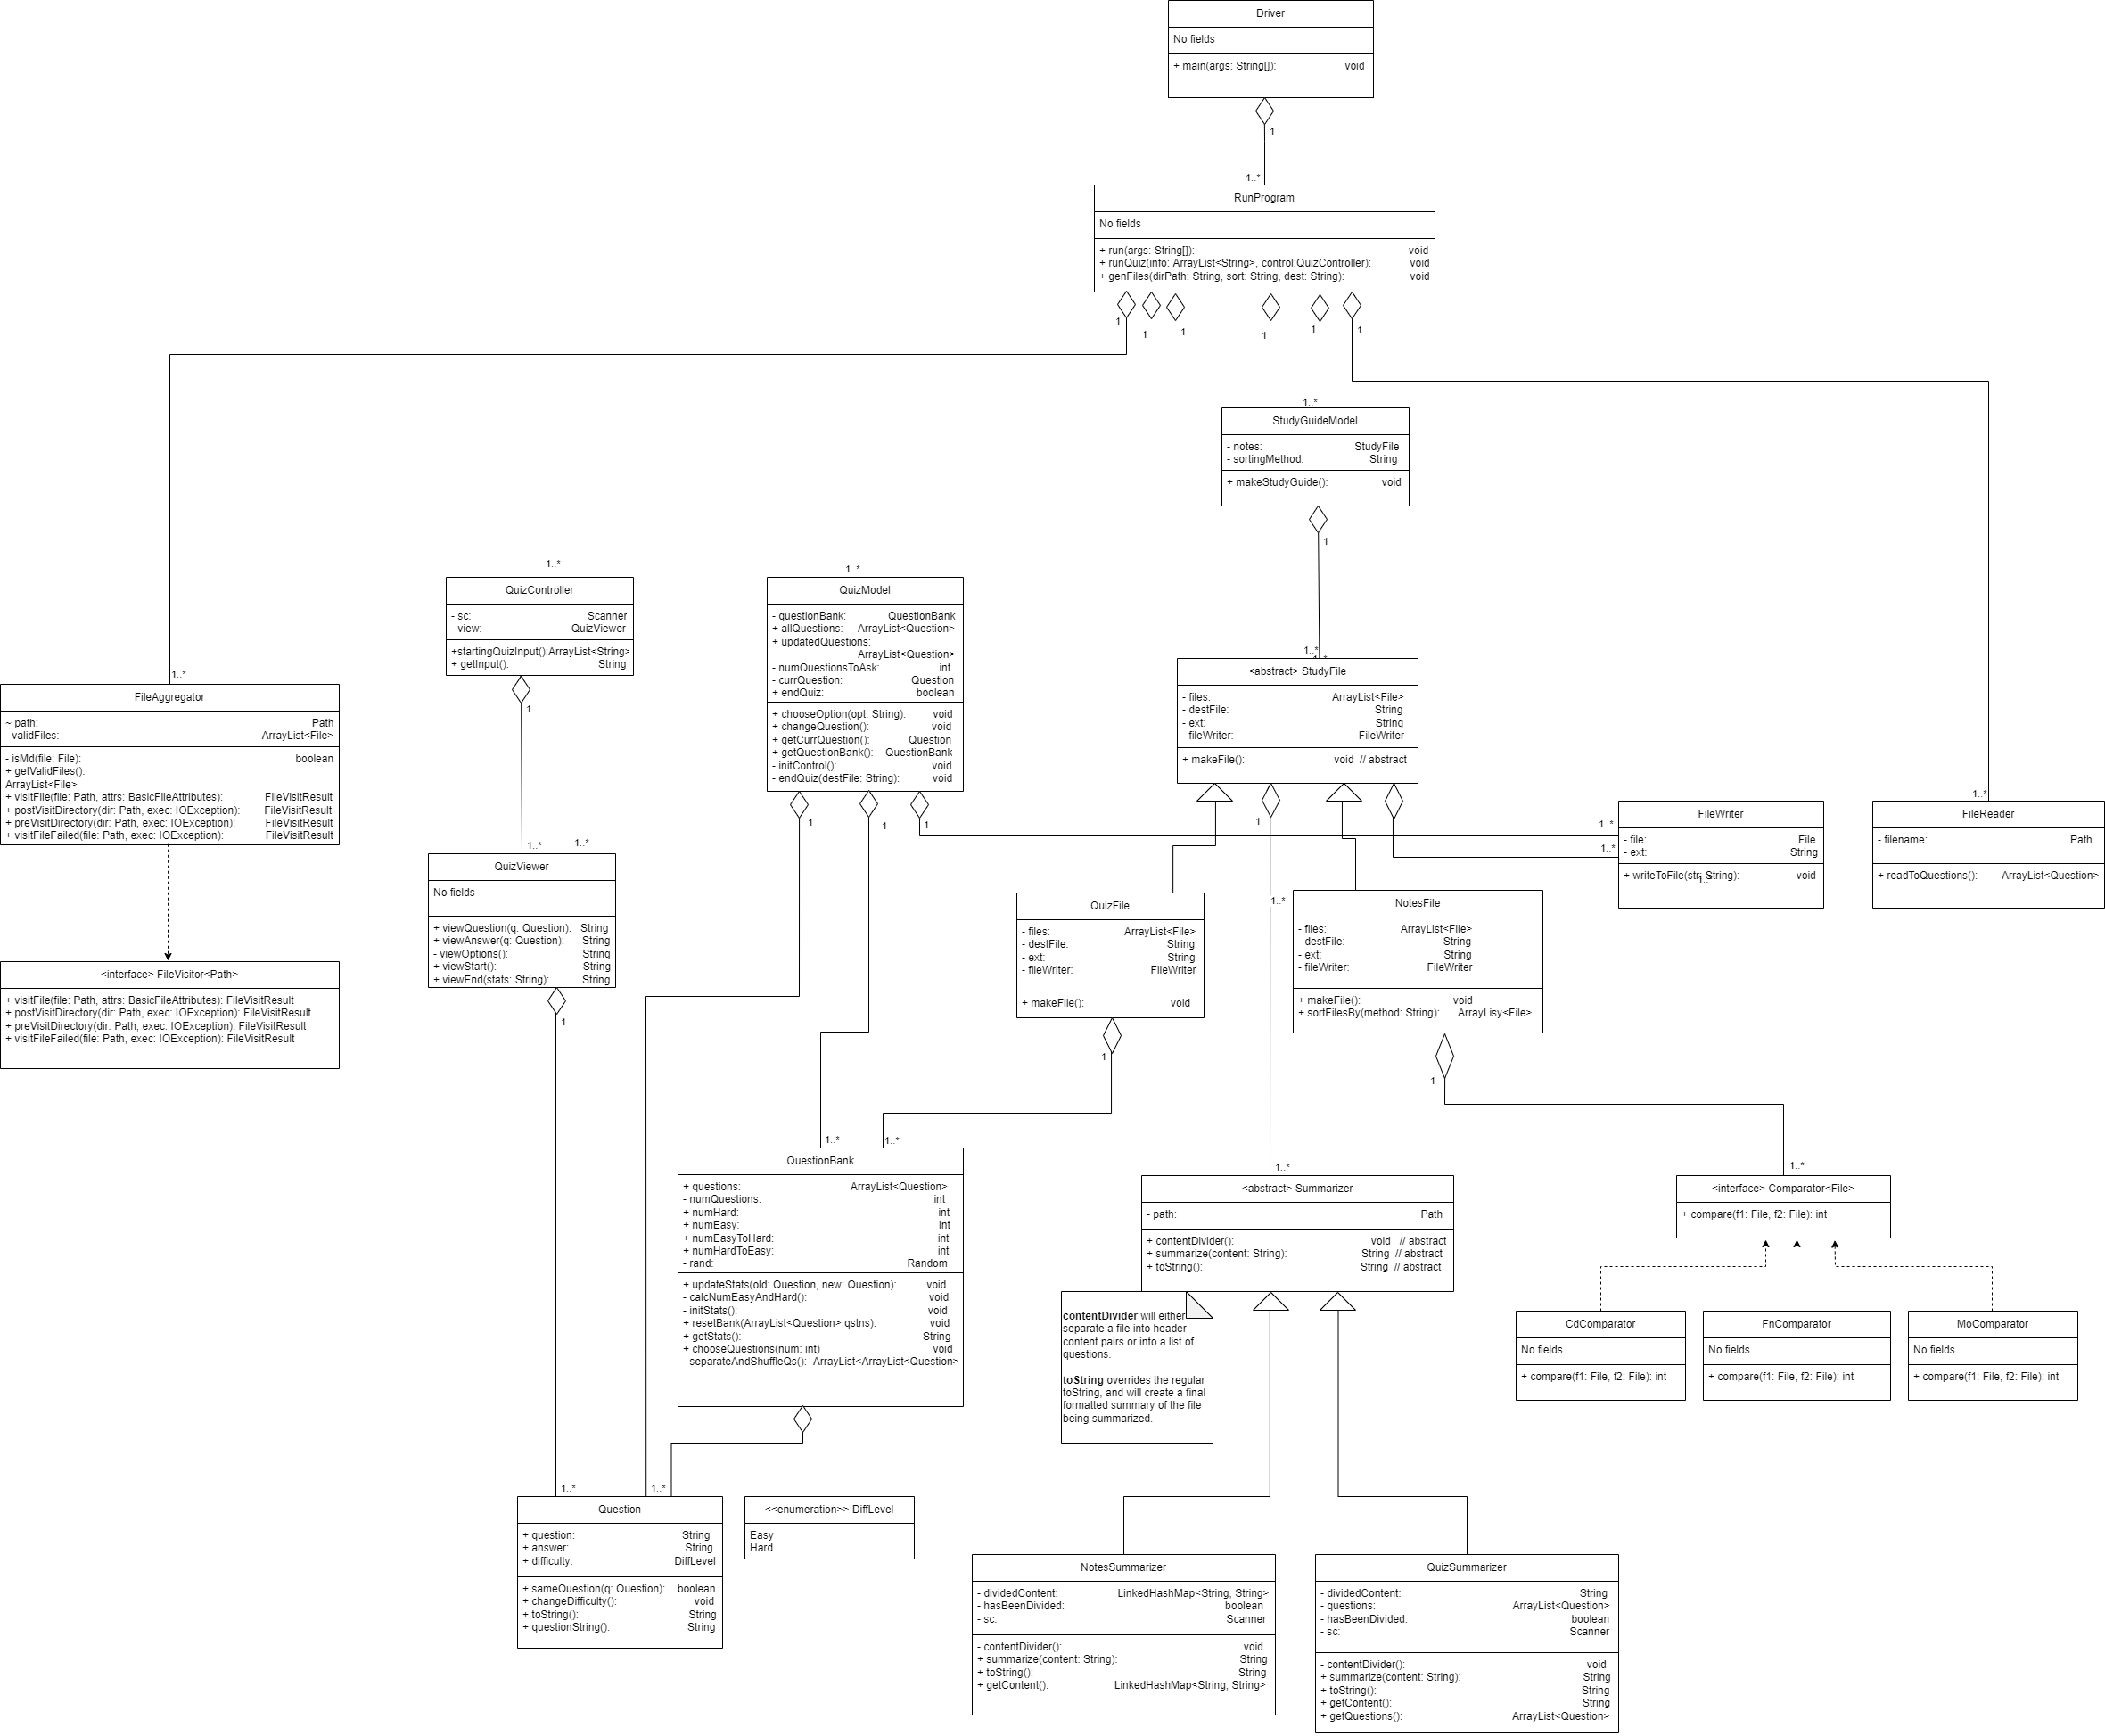 Driver
No fields
+ main(args: String[]): void
1
1..*
RunProgram
No fields
+ run(args: String[]): void
+ runQuiz(info: ArrayList<String>, control:QuizController): void
+ genFiles(dirPath: String, sort: String, dest: String): void
1
1
1
1
1
1
1..*
StudyGuideModel
- notes: StudyFile
- sortingMethod: String
+ makeStudyGuide(): void
1
1..*
QuizController
- sc: Scanner
- view: QuizViewer
+startingQuizInput():ArrayList<String>
+ getInput(): String
1
1..*
QuizModel
- questionBank: QuestionBank
+ allQuestions: ArrayList<Question>
+ updatedQuestions:
ArrayList<Question>
- numQuestionsToAsk: int
- currQuestion: Question
+ endQuiz: boolean
+ chooseOption(opt: String): void
+ changeQuestion(): void
+ getCurrQuestion(): Question
+ getQuestionBank(): QuestionBank
- initControl(): void
- endQuiz(destFile: String): void
1
1
1
1..*
1..*
<abstract> StudyFile
- files: ArrayList<File>
- destFile: String
- ext: String
- fileWriter: FileWriter
+ makeFile(): void // abstract
1
1..*
1..*
FileAggregator
~ path: Path
- validFiles: ArrayList<File>
- isMd(file: File): boolean
+ getValidFiles():
ArrayList<File>
+ visitFile(file: Path, attrs: BasicFileAttributes): FileVisitResult
+ postVisitDirectory(dir: Path, exec: IOException): FileVisitResult
+ preVisitDirectory(dir: Path, exec: IOException): FileVisitResult
+ visitFileFailed(file: Path, exec: IOException): FileVisitResult
<interface> FileVisitor<Path>
+ visitFile(file: Path, attrs: BasicFileAttributes): FileVisitResult
+ postVisitDirectory(dir: Path, exec: IOException): FileVisitResult
+ preVisitDirectory(dir: Path, exec: IOException): FileVisitResult
+ visitFileFailed(file: Path, exec: IOException): FileVisitResult
1..*
1..*
QuizViewer
No fields
+ viewQuestion(q: Question): String
+ viewAnswer(q: Question): String
- viewOptions(): String
+ viewStart(): String
+ viewEnd(stats: String): String
1
1..*
1..*
FileWriter
- file: File
- ext: String
+ writeToFile(str: String): void
1..*
FileReader
- filename: Path
+ readToQuestions(): ArrayList<Question>
QuizFile
- files: ArrayList<File>
- destFile: String
- ext: String
- fileWriter: FileWriter
+ makeFile(): void
1
NotesFile
- files: ArrayList<File>
- destFile: String
- ext: String
- fileWriter: FileWriter
+ makeFile(): void
+ sortFilesBy(method: String): ArrayLisy<File>
1
1..*
1..*
QuestionBank
+ questions: ArrayList<Question>
- numQuestions: int
+ numHard: int
+ numEasy: int
+ numEasyToHard: int
+ numHardToEasy: int
- rand: Random
+ updateStats(old: Question, new: Question): void
- calcNumEasyAndHard(): void
- initStats(): void
+ resetBank(ArrayList<Question> qstns): void
+ getStats(): String
+ chooseQuestions(num: int) void
- separateAndShuffleQs(): ArrayList<ArrayList<Question>
1..*
<abstract> Summarizer
- path: Path
+ contentDivider(): void // abstract
+ summarize(content: String): String // abstract
+ toString(): String // abstract
contentDivider will either
separate a file into header-
content pairs or into a list of
questions.
toString overrides the regular
toString, and will create a final
formatted summary of the file
being summarized.
1..*
<interface> Comparator<File>
+ compare(f1: File, f2: File): int
CdComparator
No fields
+ compare(f1: File, f2: File): int
FnComparator
No fields
+ compare(f1: File, f2: File): int
MoComparator
No fields
+ compare(f1: File, f2: File): int
1..*
1..*
Question
+ question: String
+ answer: String
+ difficulty: DiffLevel
+ sameQuestion(q: Question): boolean
+ changeDifficulty(): void
+ toString(): String
+ questionString(): String
<<enumeration>> DiffLevel
Easy
Hard
NotesSummarizer
- dividedContent: LinkedHashMap<String, String>
- hasBeenDivided: boolean
- sc: Scanner
- contentDivider(): void
+ summarize(content: String): String
+ toString(): String
+ getContent(): LinkedHashMap<String, String>
QuizSummarizer
- dividedContent: String
- questions: ArrayList<Question>
- hasBeenDivided: boolean
- sc: Scanner
- contentDivider(): void
+ summarize(content: String): String
+ toString(): String
+ getContent(): String
+ getQuestions(): ArrayList<Question>